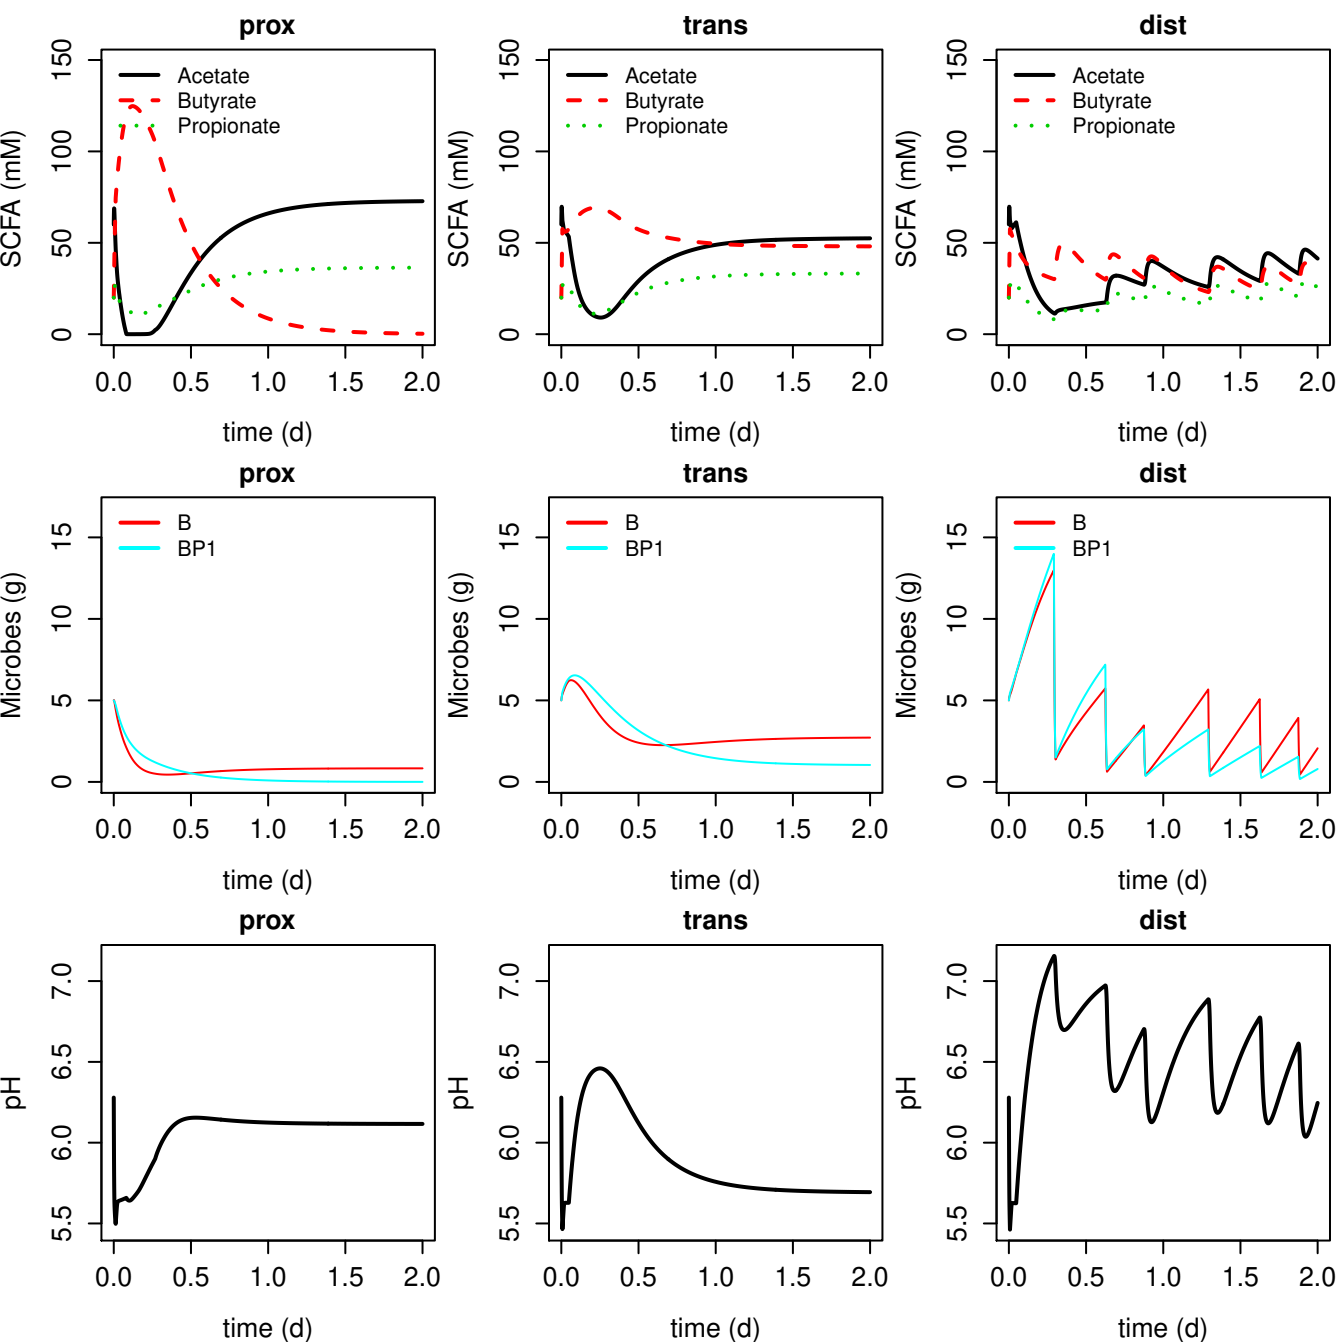 prox
trans
dist
SCFA (mM)
150
100
50
0
Acetate
Butyrate
Propionate
0.0 0.5 1.0 1.5 2.0
time (d)
SCFA (mM)
150
100
50
0
Acetate
Butyrate
Propionate
0.0 0.5 1.0 1.5 2.0
time (d)
SCFA (mM)
150
100
50
0
Acetate
Butyrate
Propionate
0.0 0.5 1.0 1.5 2.0
time (d)
prox
trans
dist
Microbes (g)
15
10
5
0
B
BP1
0.0 0.5 1.0 1.5 2.0
time (d)
Microbes (g)
15
10
5
0
B
BP1
0.0 0.5 1.0 1.5 2.0
time (d)
Microbes (g)
15
10
5
0
B
BP1
0.0 0.5 1.0 1.5 2.0
time (d)
prox
trans
dist
pH
7.0
6.5
6.0
5.5
0.0 0.5 1.0 1.5 2.0
time (d)
pH
7.0
6.5
6.0
5.5
0.0 0.5 1.0 1.5 2.0
time (d)
pH
7.0
6.5
6.0
5.5
0.0 0.5 1.0 1.5 2.0
time (d)